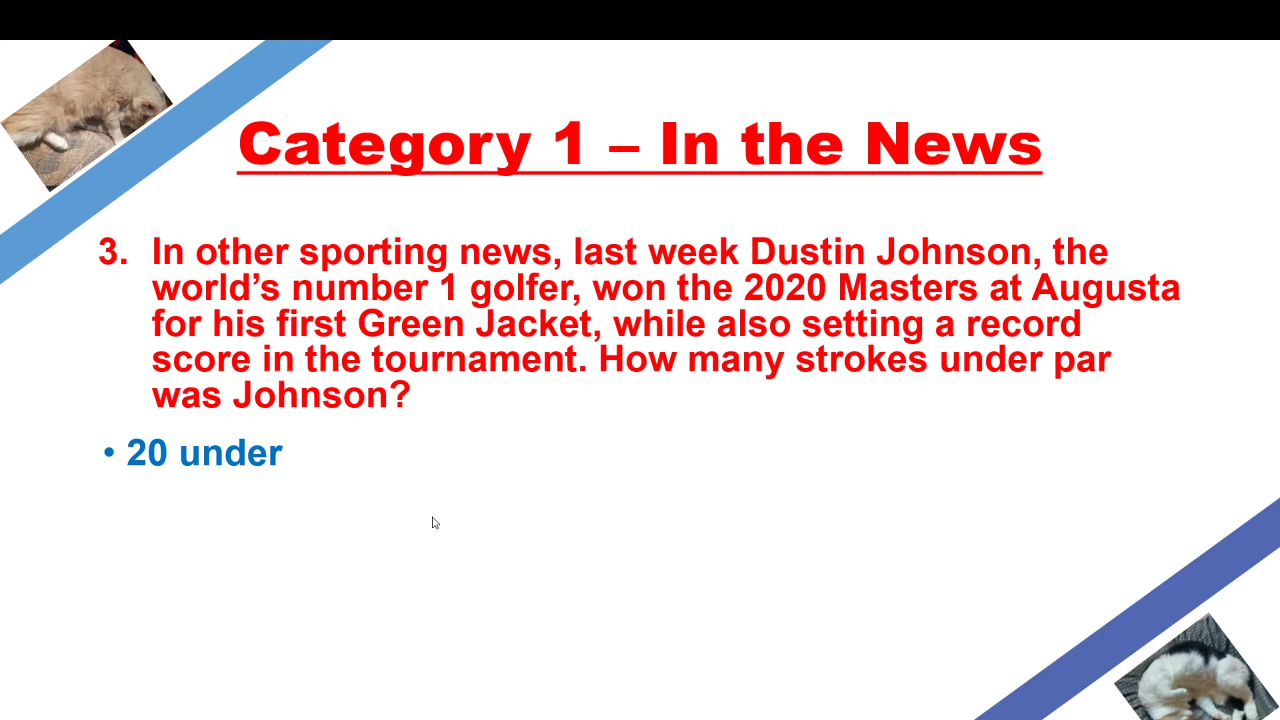 Category 1 – In the News
3. In other sporting news, last week Dustin Johnson, the
world’s number 1 golfer, won the 2020 Masters at Augusta
for his first Green Jacket, while also setting a record
score in the tournament. How many strokes under par
was Johnson?
• 20 under